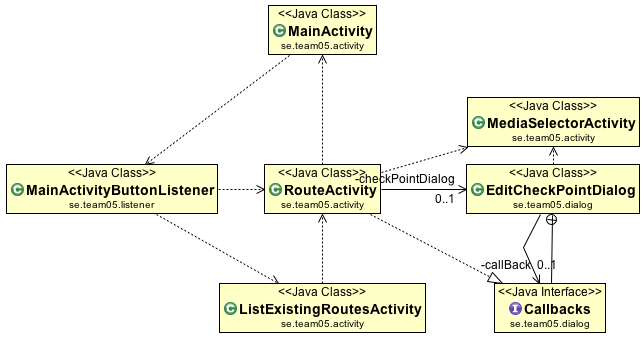 <<Java Class>>
MainActivity
se.team05.activity
<<Java Class>>
MediaSelectorActivity
se.team05.activity
<<Java Class>>
MainActivityButtonListener
se.team05.listener
<<Java Class>>
RouteActivity
se.team05.activity
-checkPointDialog
0..1
<<Java Class>>
EditCheckPointDialog
se.team05.dialog
-callBack 0..1
<<Java Class>>
ListExistingRoutesActivity
se.team05.activity
<<Java Interface>>
Callbacks
se.team05.dialog